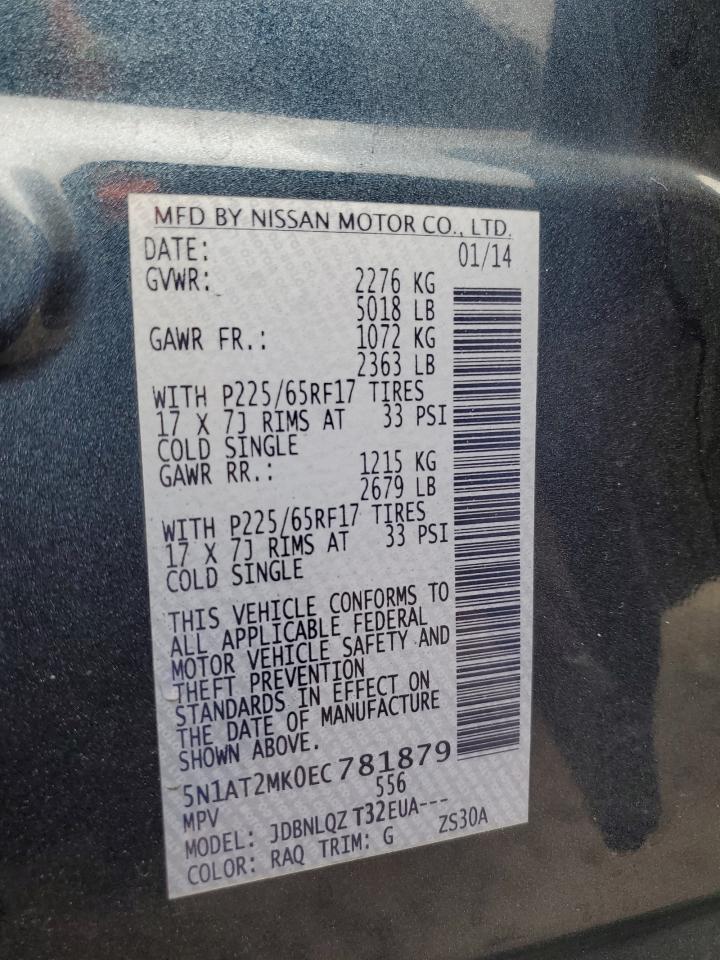 MFD BY NISSAN MOTOR CO., LTD.
DATE: 01/14
GVWR: 2276 KG
5018 LB
GAWR FR.: 1072 KG
2363 LB
WITH P225/65RF17 TIRES
17 X 7J RIMS AT 33 PSI
COLD SINGLE
GAWR RR.: 1215 KG
2679 LB
WITH P225/65RF17 TIRES
17 X 7J RIMS AT 33 PSI
COLD SINGLE
THIS VEHICLE CONFORMS TO
ALL APPLICABLE FEDERAL
MOTOR VEHICLE SAFETY AND
THEFT PREVENTION
STANDARDS IN EFFECT ON
THE DATE OF MANUFACTURE
SHOWN ABOVE.
5N1AT2MK0EC781879
MPV 556
MODEL: JDBNLQZ T32EUA---
COLOR: RAQ TRIM: G ZS30A